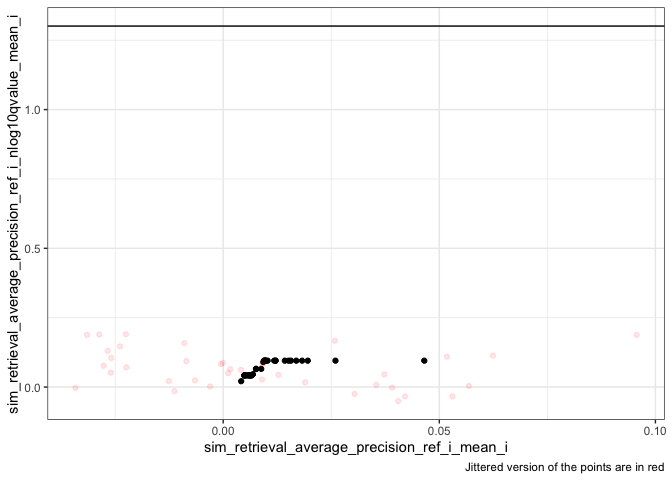 sim_retrieval_average_precision_ref_i_nlog10qvalue_mean_i
1.0
0.5
0.0
0.00
0.05
0.10
sim_retrieval_average_precision_ref_i_mean_i
Jittered version of the points are in red